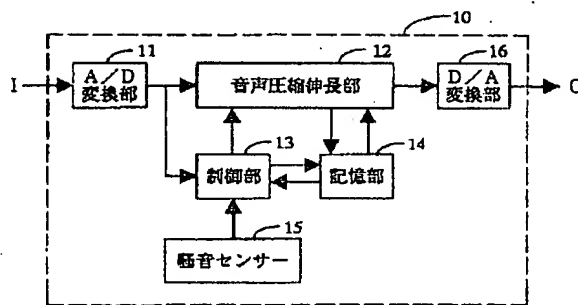 10
11
12
16
I
A/D
変換部
音声圧縮伸長部
D/A
変換部
O
13
14
制御部
記憶部
15
騒音センサー